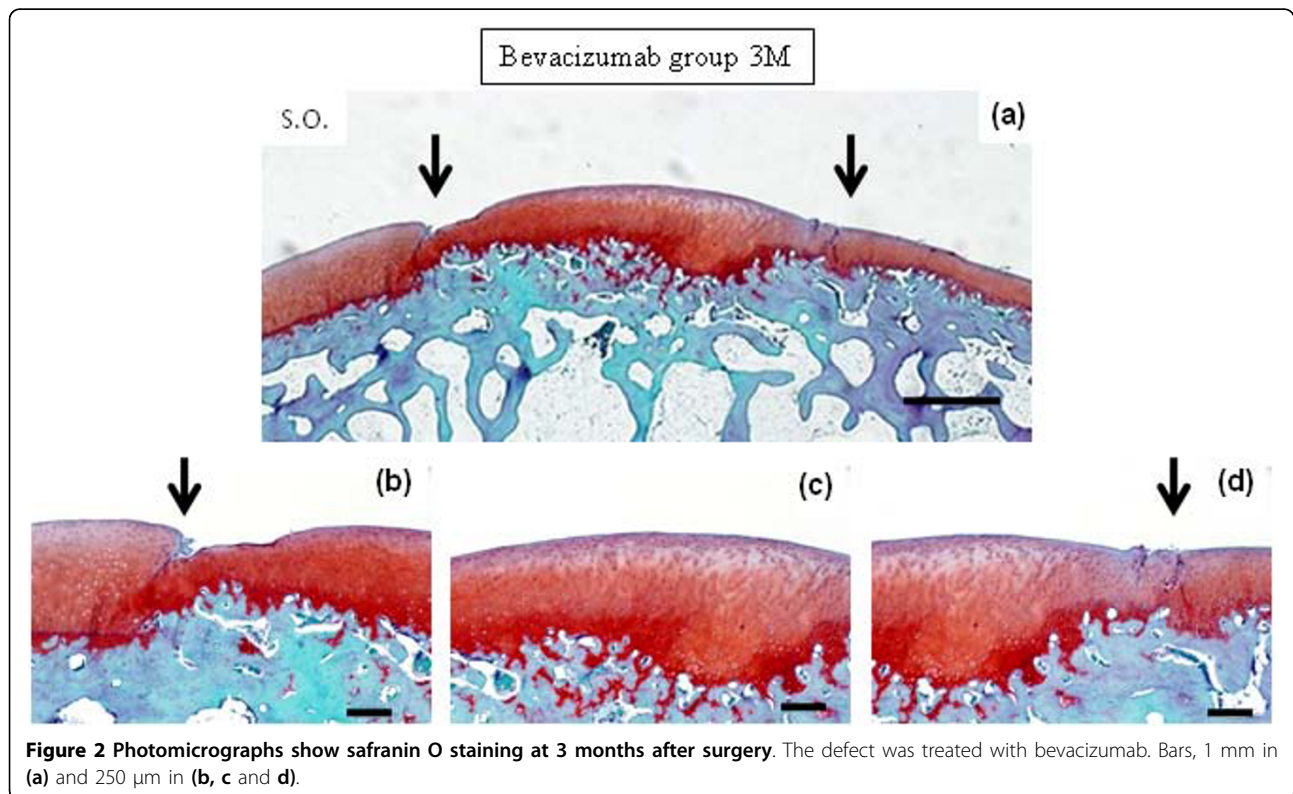 Bevacizumab group 3M
S.O.
(a)
(b)
(c)
(d)
Figure 2 Photomicrographs show safranin O staining at 3 months after surgery. The defect was treated with bevacizumab. Bars, 1 mm in
(a) and 250 μm in (b, c and d).